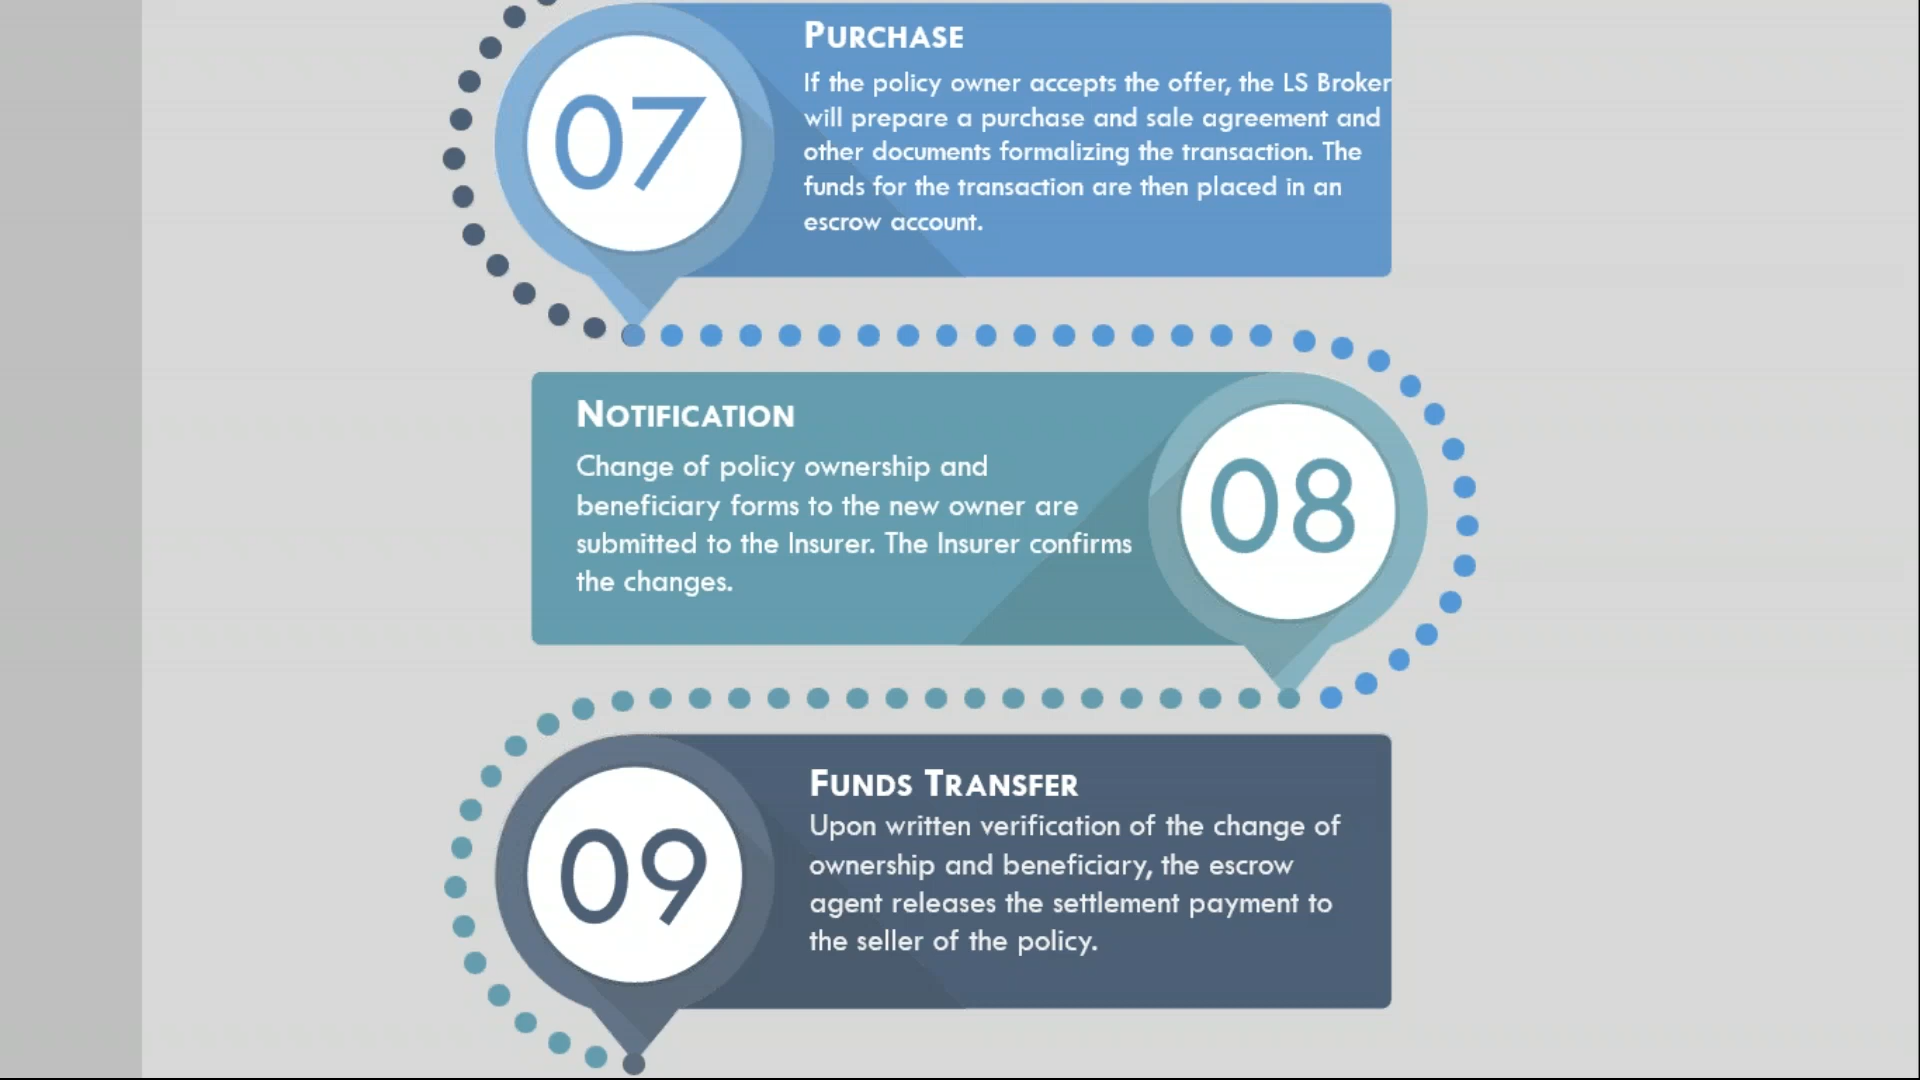 PURCHASE
If the policy owner accepts the offer, the LS Broker
will prepare a purchase and sale agreement and
other documents formalizing the transaction. The
funds for the transaction are then placed in an
escrow account.
07
NOTIFICATION
Change of policy ownership and
beneficiary forms to the new owner are
submitted to the Insurer. The Insurer confirms
the changes.
08
FUNDS TRANSFER
Upon written verification of the change of
ownership and beneficiary, the escrow
agent releases the settlement payment to
the seller of the policy.
09